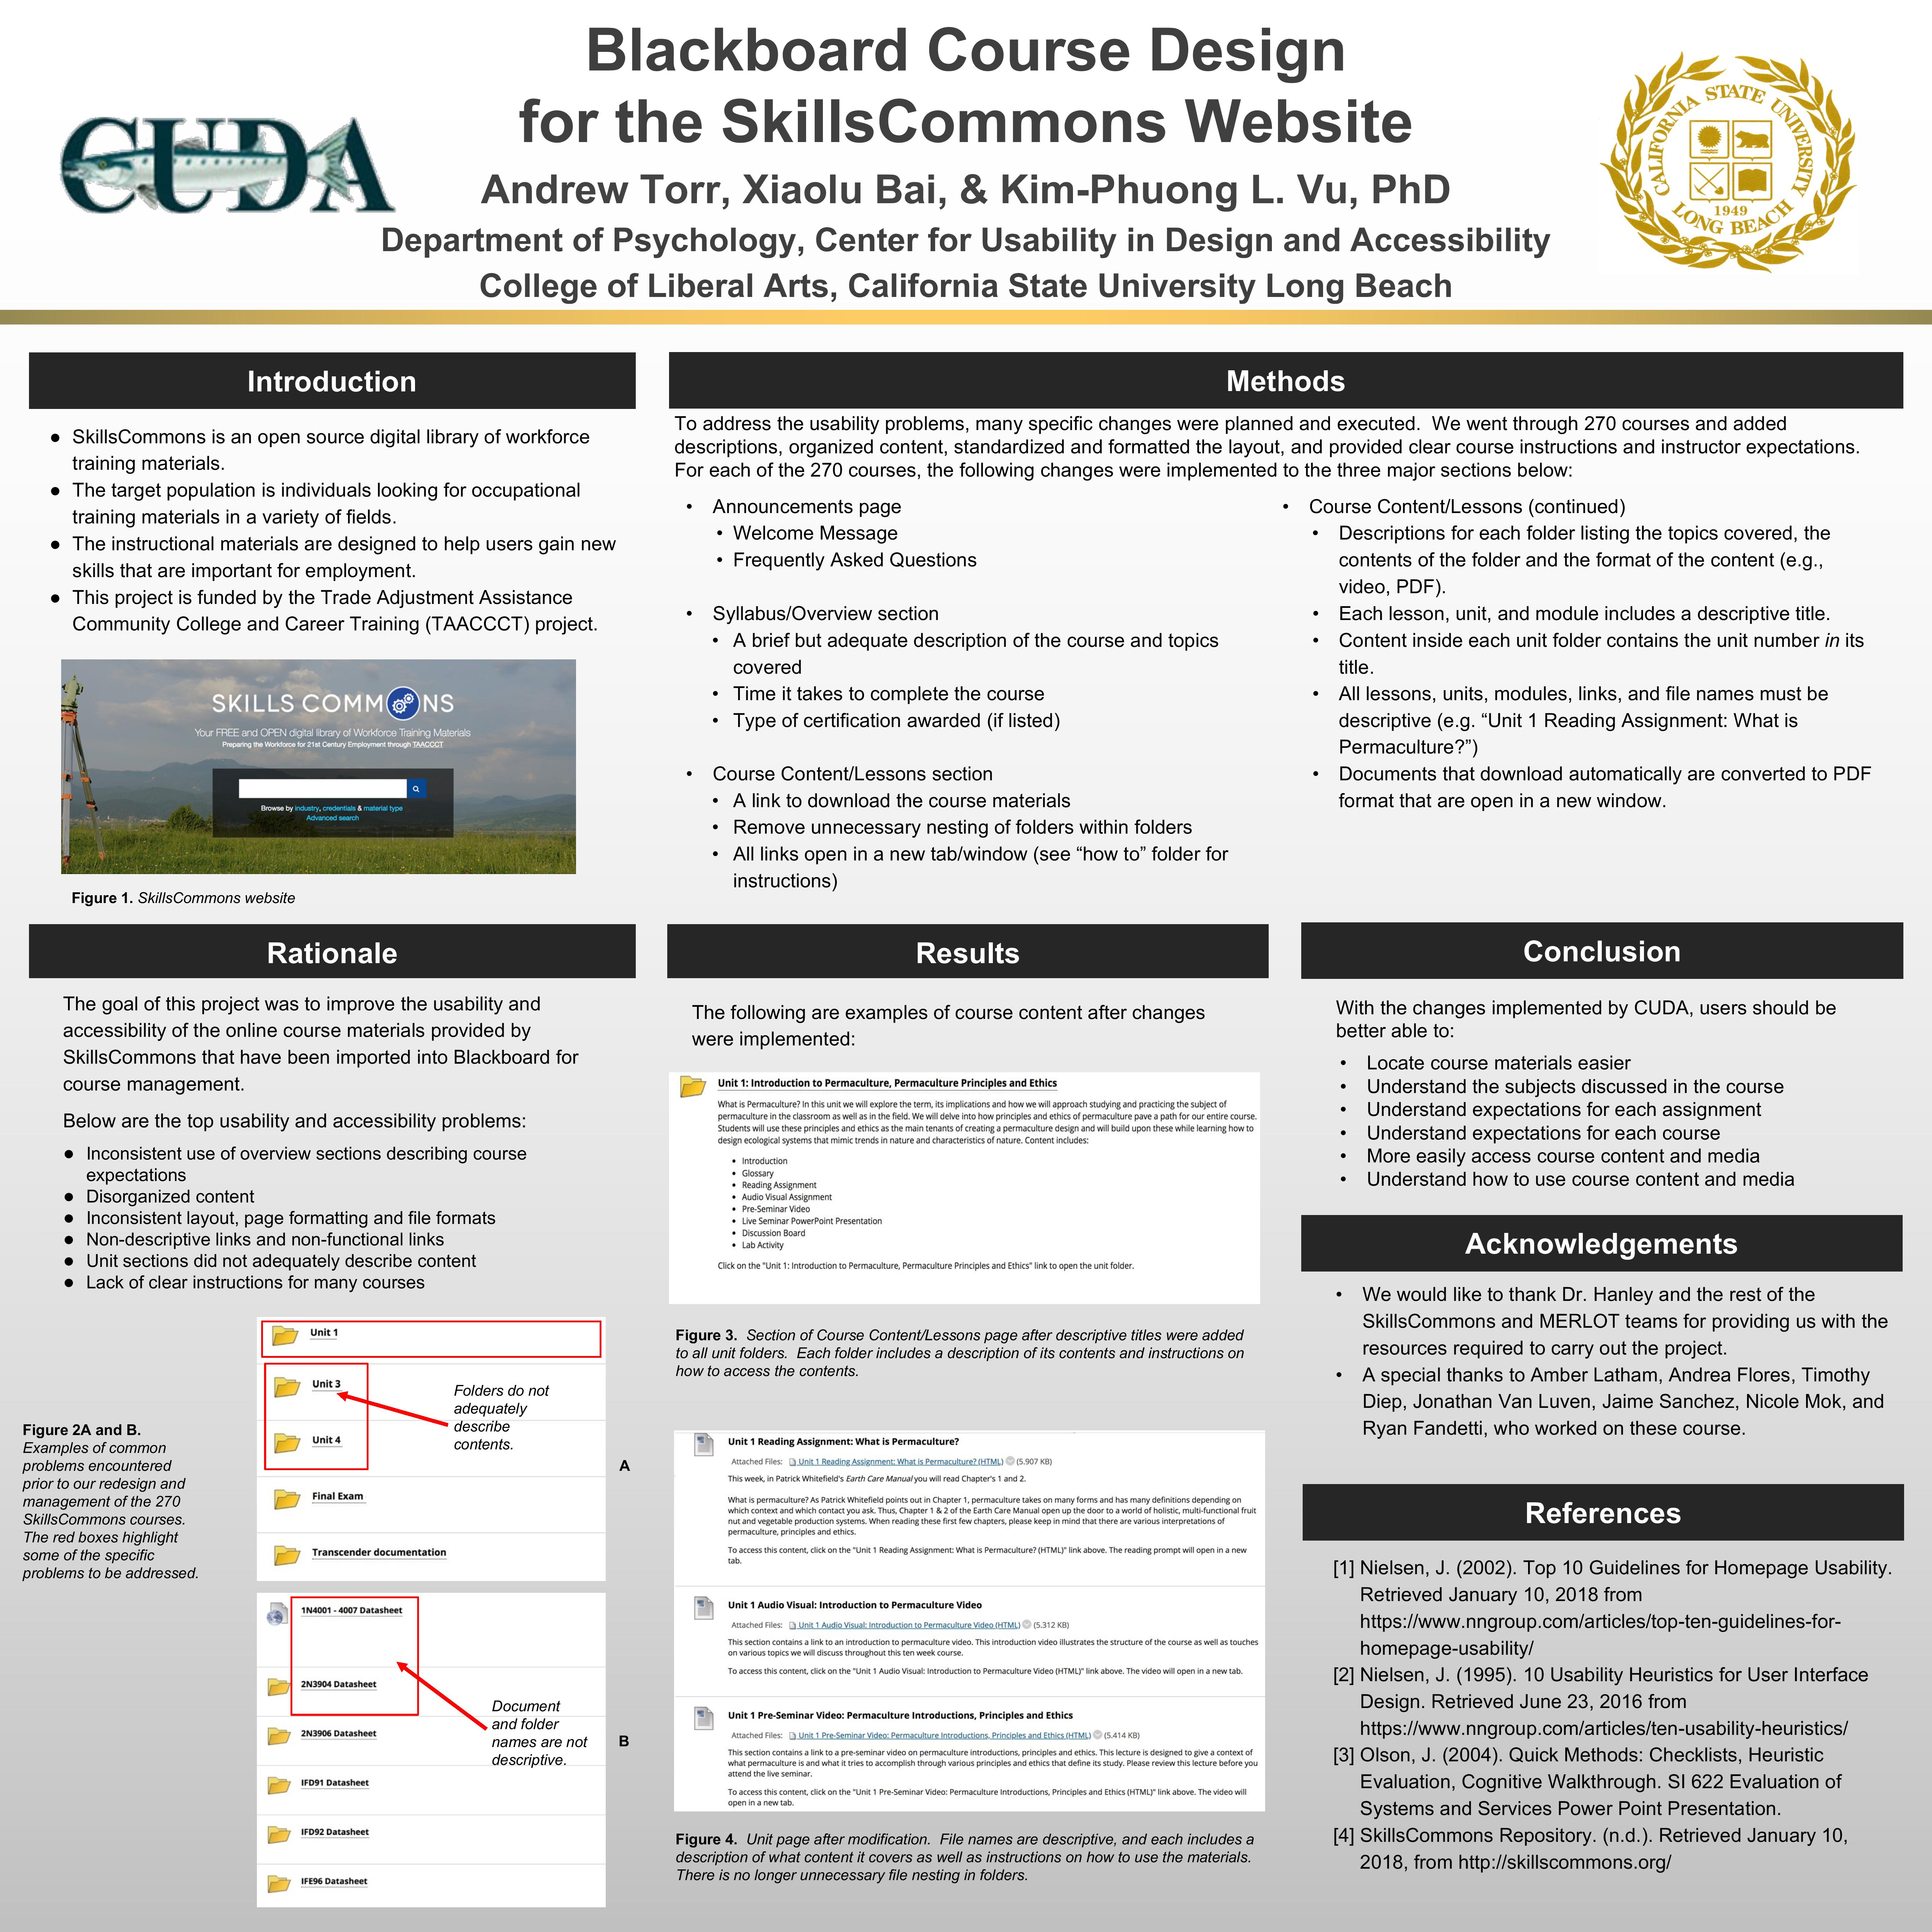 Blackboard Course Design
for the SkillsCommons Website
CUDA
Andrew Torr, Xiaolu Bai, & Kim-Phuong L. Vu, PhD
Department of Psychology, Center for Usability in Design and Accessibility
College of Liberal Arts, California State University Long Beach
CALIFORNIA STATE UNIVERSITY
1949
LONG BEACH
Introduction
● SkillsCommons is an open source digital library of workforce
training materials.
● The target population is individuals looking for occupational
training materials in a variety of fields.
● The instructional materials are designed to help users gain new
skills that are important for employment.
● This project is funded by the Trade Adjustment Assistance
Community College and Career Training (TAACCCT) project.
SKILLS COMMONS
Your FREE and OPEN digital library of Workforce Training Materials
Preparing the Workforce for 21st Century Employment through TAACCCT
Browse by industry, credentials & material type
Advanced search
Figure 1. SkillsCommons website
Methods
To address the usability problems, many specific changes were planned and executed. We went through 270 courses and added
descriptions, organized content, standardized and formatted the layout, and provided clear course instructions and instructor expectations.
For each of the 270 courses, the following changes were implemented to the three major sections below:
• Announcements page
• Welcome Message
• Frequently Asked Questions
• Syllabus/Overview section
• A brief but adequate description of the course and topics
covered
• Time it takes to complete the course
• Type of certification awarded (if listed)
• Course Content/Lessons section
• A link to download the course materials
• Remove unnecessary nesting of folders within folders
• All links open in a new tab/window (see “how to” folder for
instructions)
• Course Content/Lessons (continued)
• Descriptions for each folder listing the topics covered, the
contents of the folder and the format of the content (e.g.,
video, PDF).
• Each lesson, unit, and module includes a descriptive title.
• Content inside each unit folder contains the unit number in its
title.
• All lessons, units, modules, links, and file names must be
descriptive (e.g. “Unit 1 Reading Assignment: What is
Permaculture?”)
• Documents that download automatically are converted to PDF
format that are open in a new window.
Rationale
The goal of this project was to improve the usability and
accessibility of the online course materials provided by
SkillsCommons that have been imported into Blackboard for
course management.
Below are the top usability and accessibility problems:
● Inconsistent use of overview sections describing course
expectations
● Disorganized content
● Inconsistent layout, page formatting and file formats
● Non-descriptive links and non-functional links
● Unit sections did not adequately describe content
● Lack of clear instructions for many courses
Figure 2A and B.
Examples of common
problems encountered
prior to our redesign and
management of the 270
SkillsCommons courses.
The red boxes highlight
some of the specific
problems to be addressed.
Unit 1
Unit 3
Unit 4
Final Exam
Transcender documentation
Folders do not
adequately
describe
contents.
A
1N4001 - 4007 Datasheet
2N3904 Datasheet
2N3906 Datasheet
IFD91 Datasheet
IFD92 Datasheet
IFE96 Datasheet
Document
and folder
names are not
descriptive.
B
Results
The following are examples of course content after changes
were implemented:
Unit 1: Introduction to Permaculture, Permaculture Principles and Ethics
What is Permaculture? In this unit we will explore the term, its implications and how we will approach studying and practicing the subject of
permaculture in the classroom as well as in the field. We will delve into how principles and ethics of permaculture pave a path for our entire course.
Students will use these principles and ethics as the main tenants of creating a permaculture design and will build upon these while learning how to
design ecological systems that mimic trends in nature and characteristics of nature. Content includes:
• Introduction
• Glossary
• Reading Assignment
• Audio Visual Assignment
• Pre-Seminar Video
• Live Seminar PowerPoint Presentation
• Discussion Board
• Lab Activity
Click on the "Unit 1: Introduction to Permaculture, Permaculture Principles and Ethics" link to open the unit folder.
Figure 3. Section of Course Content/Lessons page after descriptive titles were added
to all unit folders. Each folder includes a description of its contents and instructions on
how to access the contents.
Unit 1 Reading Assignment: What is Permaculture?
Attached Files: Unit 1 Reading Assignment: What is Permaculture? (HTML) (5.907 KB)
This week, in Patrick Whitefield's Earth Care Manual you will read Chapter's 1 and 2.
What is permaculture? As Patrick Whitefield points out in Chapter 1, permaculture takes on many forms and has many definitions depending on
which context and which contact you ask. Thus, Chapter 1 & 2 of the Earth Care Manual open up the door to a world of holistic, multi-functional fruit
nut and vegetable production systems. When reading these first few chapters, please keep in mind that there are various interpretations of
permaculture, principles and ethics.
To access this content, click on the "Unit 1 Reading Assignment: What is Permaculture? (HTML)" link above. The reading prompt will open in a new
tab.
Unit 1 Audio Visual: Introduction to Permaculture Video
Attached Files: Unit 1 Audio Visual: Introduction to Permaculture Video (HTML) (5.312 KB)
This section contains a link to an introduction to permaculture video. This introduction video illustrates the structure of the course as well as touches
on various topics we will discuss throughout this ten week course.
To access this content, click on the "Unit 1 Audio Visual: Introduction to Permaculture Video (HTML)" link above. The video will open in a new tab.
Unit 1 Pre-Seminar Video: Permaculture Introductions, Principles and Ethics
Attached Files: Unit 1 Pre-Seminar Video: Permaculture Introductions, Principles and Ethics (HTML) (5.414 KB)
This section contains a link to a pre-seminar video on permaculture introductions, principles and ethics. This lecture is designed to give a context of
what permaculture is and what it tries to accomplish through various principles and ethics that define its study. Please review this lecture before you
attend the live seminar.
To access this content, click on the "Unit 1 Pre-Seminar Video: Permaculture Introductions, Principles and Ethics (HTML)" link above. The video will
open in a new tab.
Figure 4. Unit page after modification. File names are descriptive, and each includes a
description of what content it covers as well as instructions on how to use the materials.
There is no longer unnecessary file nesting in folders.
Conclusion
With the changes implemented by CUDA, users should be
better able to:
• Locate course materials easier
• Understand the subjects discussed in the course
• Understand expectations for each assignment
• Understand expectations for each course
• More easily access course content and media
• Understand how to use course content and media
Acknowledgements
• We would like to thank Dr. Hanley and the rest of the
SkillsCommons and MERLOT teams for providing us with the
resources required to carry out the project.
• A special thanks to Amber Latham, Andrea Flores, Timothy
Diep, Jonathan Van Luven, Jaime Sanchez, Nicole Mok, and
Ryan Fandetti, who worked on these course.
References
[1] Nielsen, J. (2002). Top 10 Guidelines for Homepage Usability.
Retrieved January 10, 2018 from
https://www.nngroup.com/articles/top-ten-guidelines-for-
homepage-usability/
[2] Nielsen, J. (1995). 10 Usability Heuristics for User Interface
Design. Retrieved June 23, 2016 from
https://www.nngroup.com/articles/ten-usability-heuristics/
[3] Olson, J. (2004). Quick Methods: Checklists, Heuristic
Evaluation, Cognitive Walkthrough. SI 622 Evaluation of
Systems and Services Power Point Presentation.
[4] SkillsCommons Repository. (n.d.). Retrieved January 10,
2018, from http://skillscommons.org/